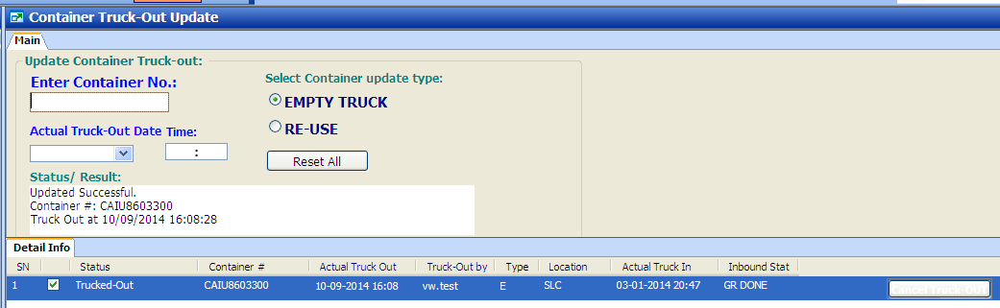 Container Truck-Out Update
Main
Update Container Truck-out:
Enter Container No.:
Select Container update type:
EMPTY TRUCK
Actual Truck-Out Date Time:
RE-USE
:
Reset All
Status/ Result:
Updated Successful.
Container #: CAIU8603300
Truck Out at 10/09/2014 16:08:28
Detail Info
SN Status Container # Actual Truck Out Truck-Out by Type Location Actual Truck In Inbound Stat
1 Trucked-Out CAIU8603300 10-09-2014 16:08 vw.test E SLC 03-01-2014 20:47 GR DONE Cancel Truck-OUT